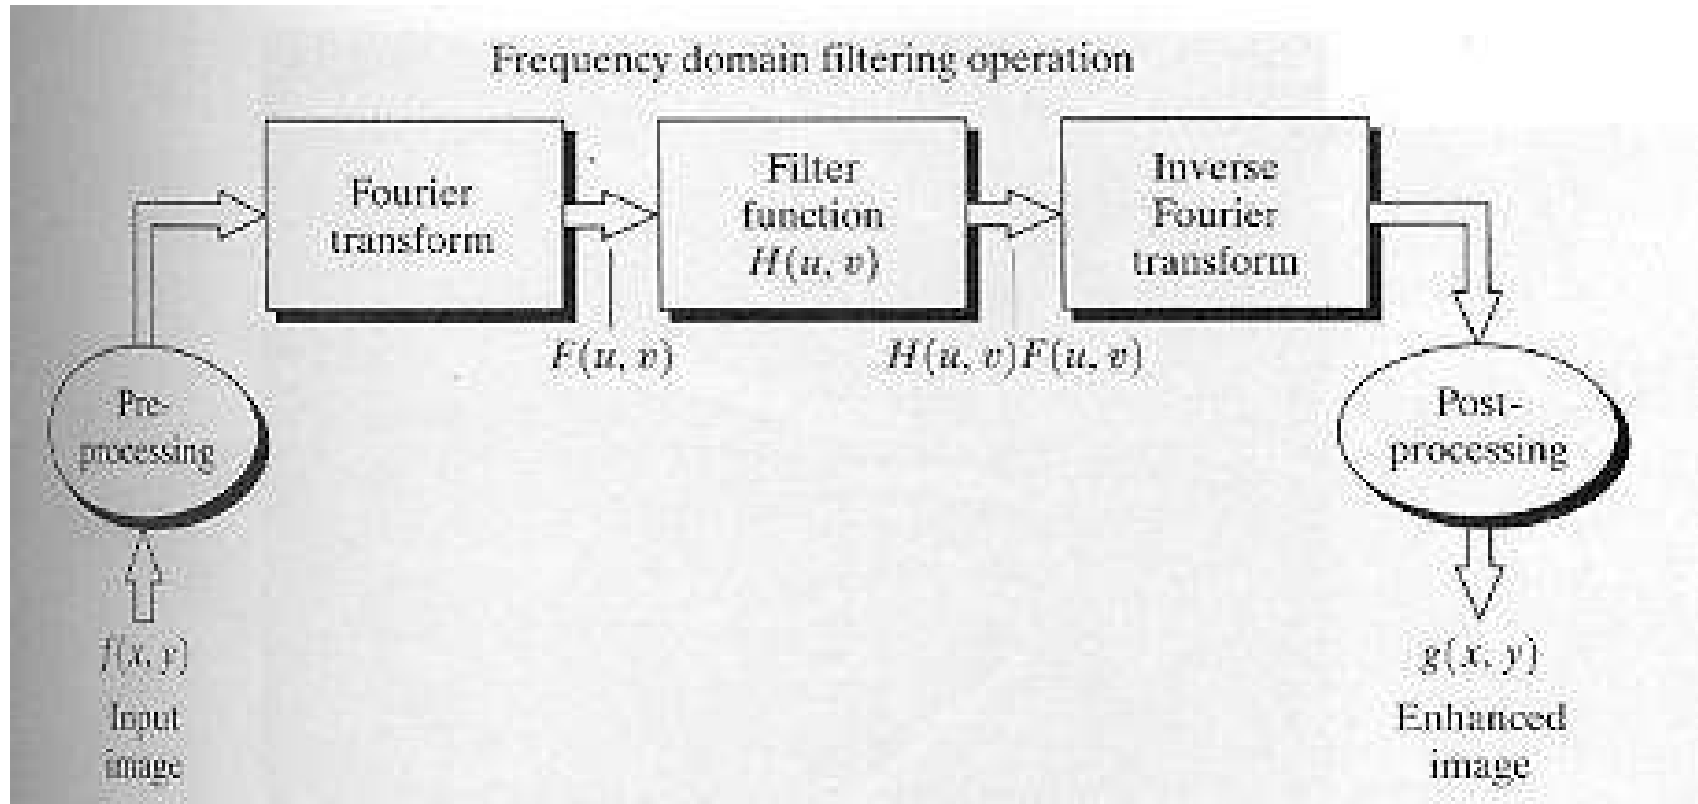 Frequency domain filtering operation
Fourier
transform
Filter
function
H(u, v)
Inverse
Fourier
transform
F(u, v)
H(u, v)F(u, v)
Pre-
processing
Post-
processing
f(x, y)
Input
image
g(x, y)
Enhanced
image